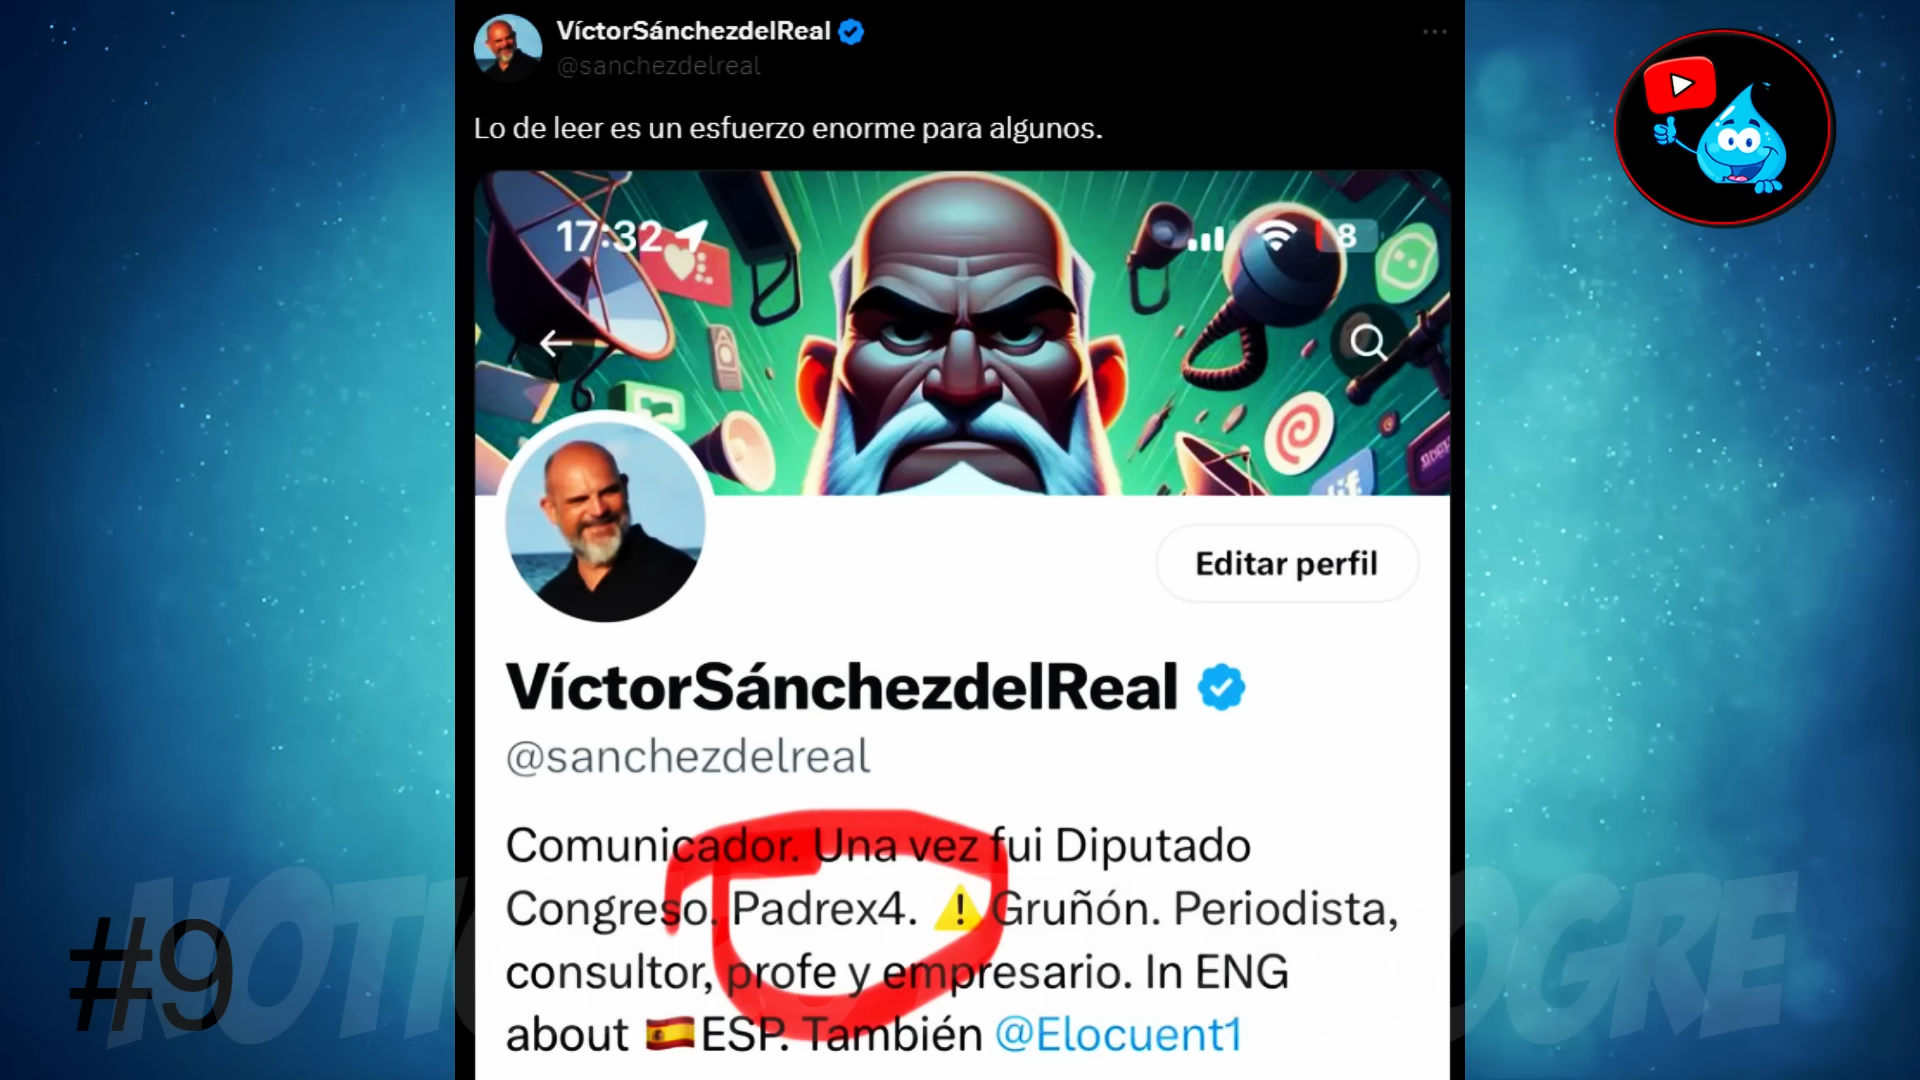 VíctorSánchezdelReal
@sanchezdelreal
Lo de leer es un esfuerzo enorme para algunos.
17:32
8
Editar perfil
VíctorSánchezdelReal
@sanchezdelreal
Comunicador. Una vez fui Diputado
Congreso. Padrex4. ⚠️ Gruñón. Periodista,
consultor, profe y empresario. In ENG
about 🇪🇸ESP. También @Elocuent1
#9